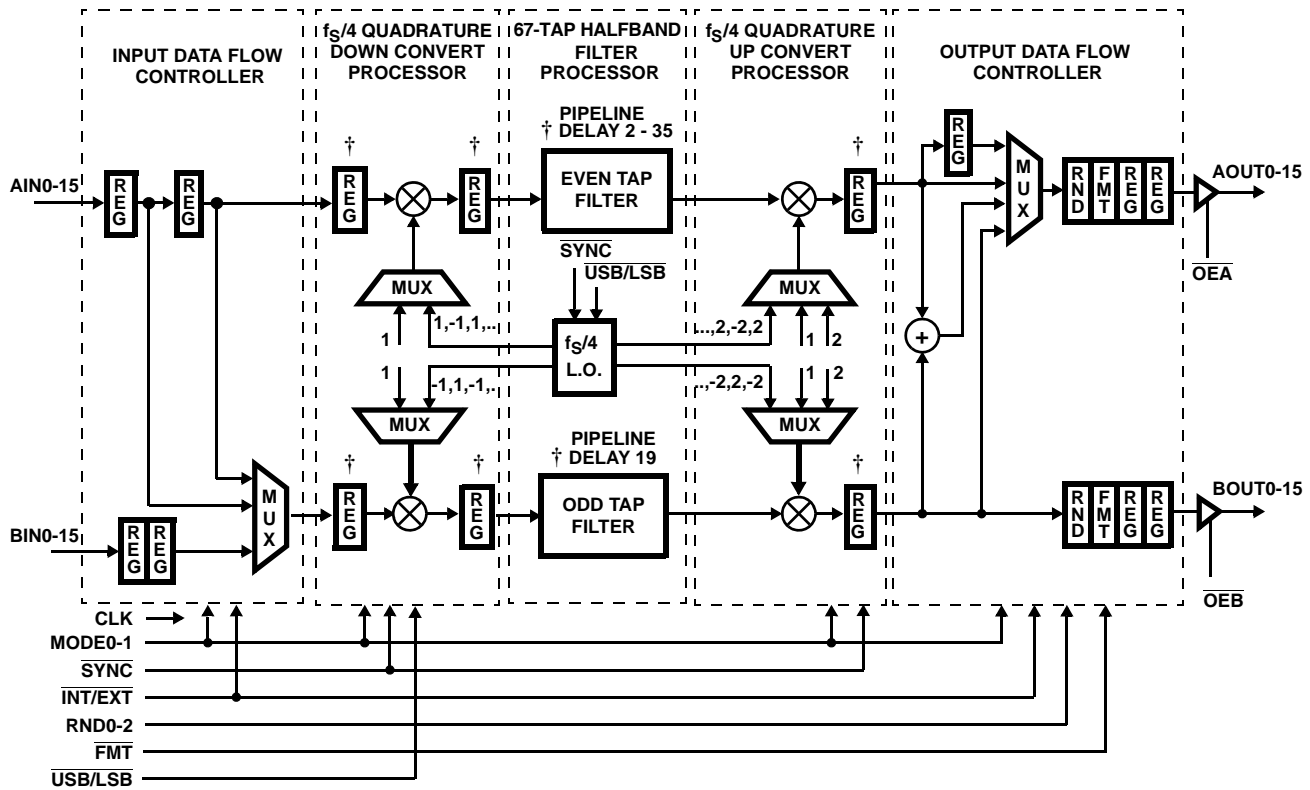 INPUT DATA FLOW
CONTROLLER
fS/4 QUADRATURE
DOWN CONVERT
PROCESSOR
67-TAP HALFBAND
FILTER
PROCESSOR
fS/4 QUADRATURE
UP CONVERT
PROCESSOR
OUTPUT DATA FLOW
CONTROLLER
AIN0-15
REG
REG
†
REG
†
REG
PIPELINE
† DELAY 2 - 35
EVEN TAP
FILTER
†
REG
REG
MUX
RND
FMT
REG
REG
AOUT0-15
OEA
SYNC
USB/LSB
MUX
1
1,-1,1,..
fS/4
L.O.
...,2,-2,2
MUX
1
2
+
1
-1,1,-1,.
MUX
..,-2,2,-2
1
2
MUX
BIN0-15
REG
REG
MUX
†
REG
†
REG
PIPELINE
† DELAY 19
ODD TAP
FILTER
†
REG
RND
FMT
REG
REG
BOUT0-15
OEB
CLK
MODE0-1
SYNC
INT/EXT
RND0-2
FMT
USB/LSB